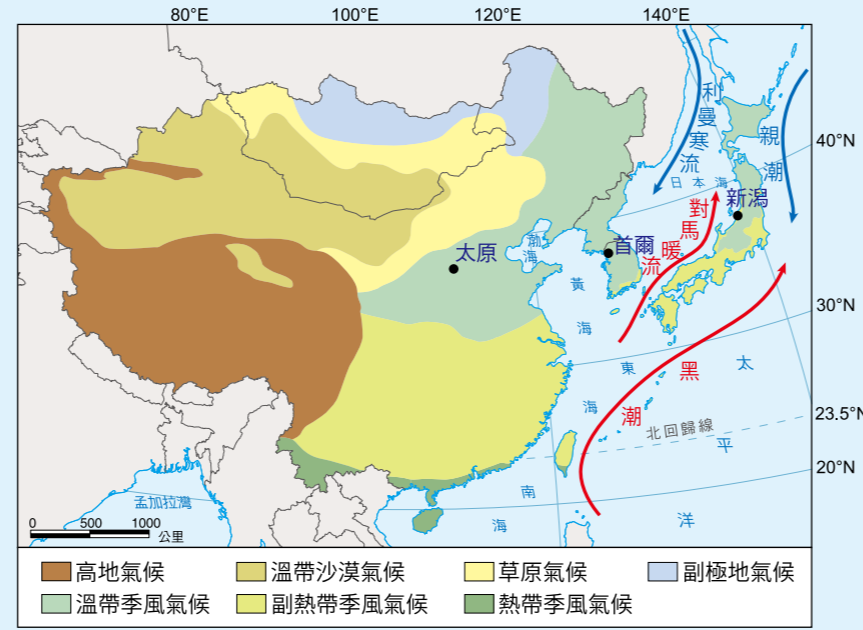 80°E
100°E
120°E
140°E
40°N
30°N
23.5°N
20°N
利曼寒流
親潮
日本海
新潟
對馬暖流
首爾
渤海
太原
黃海
東海
黑潮
太平洋
北回歸線
南海
孟加拉灣
0 500 1000
公里
高地氣候 溫帶沙漠氣候 草原氣候 副極地氣候
溫帶季風氣候 副熱帶季風氣候 熱帶季風氣候